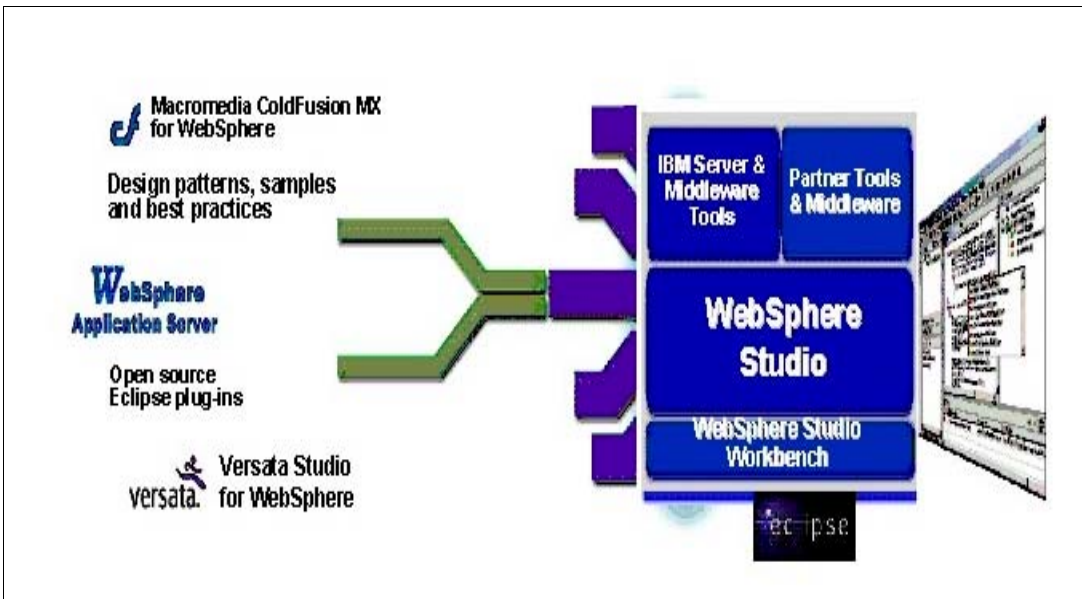 Macromedia ColdFusion MX
for WebSphere
Design patterns, samples
and best practices
WebSphere
Application Server
Open source
Eclipse plug-ins
versata.
Versata Studio
for WebSphere
IBM Server &
Middleware
Tools
Partner Tools
& Middleware
WebSphere
Studio
WebSphere Studio
Workbench
eclipse